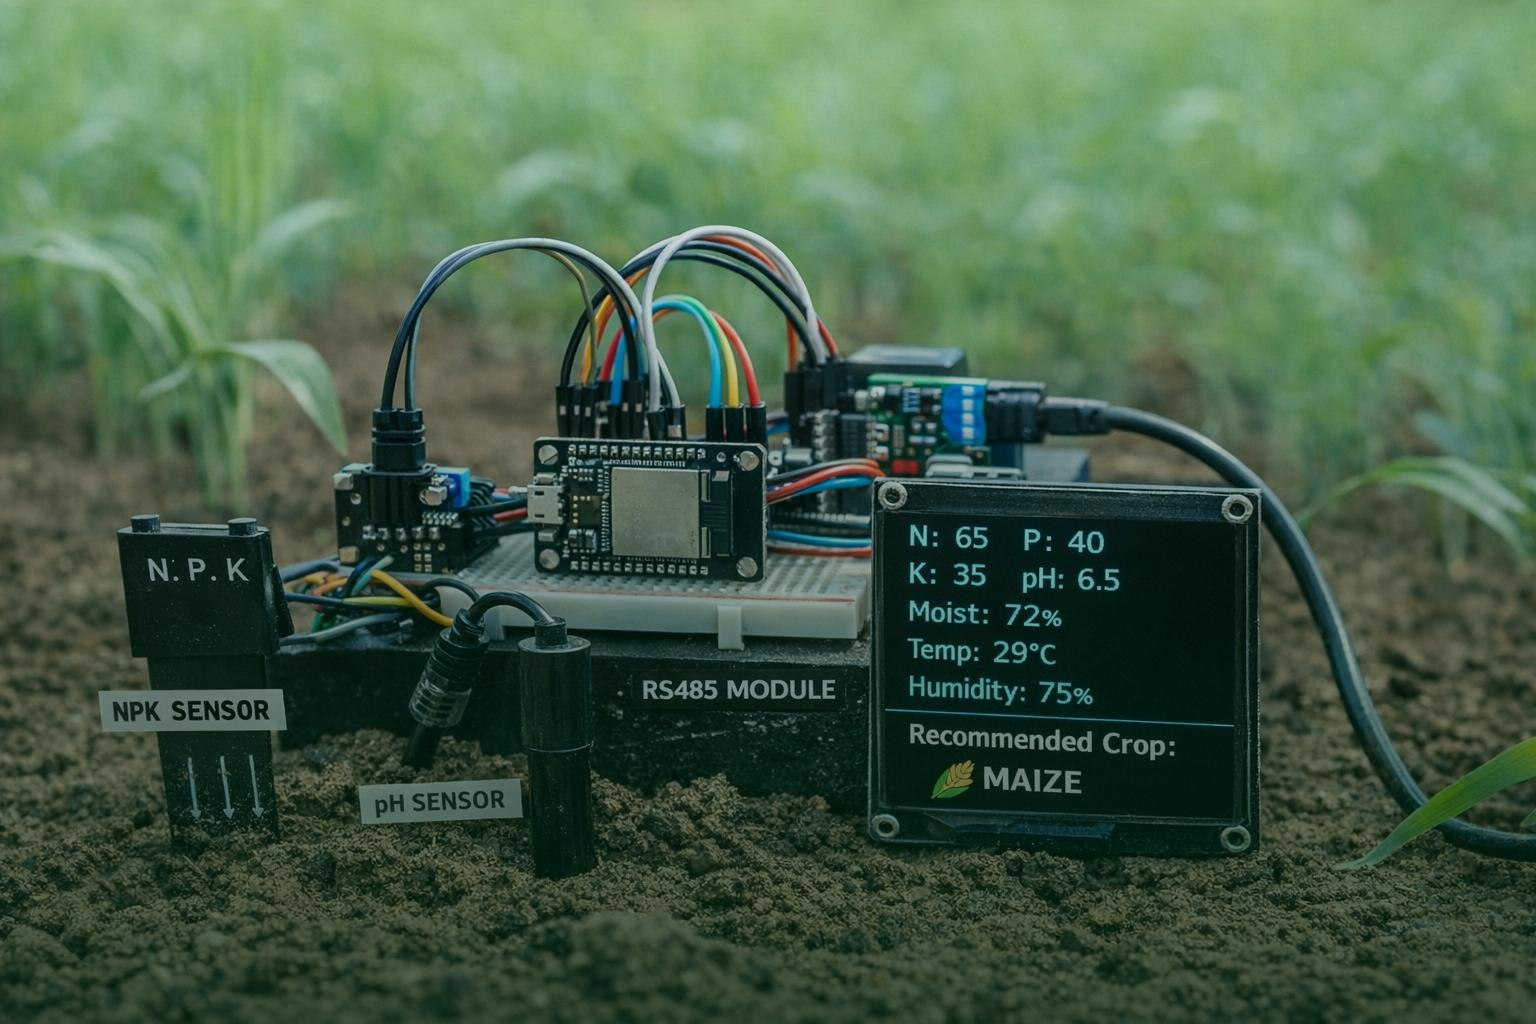 N.P.K
NPK SENSOR
pH SENSOR
RS485 MODULE
N: 65 P: 40
K: 35 pH: 6.5
Moist: 72%
Temp: 29°C
Humidity: 75%
Recommended Crop:
MAIZE